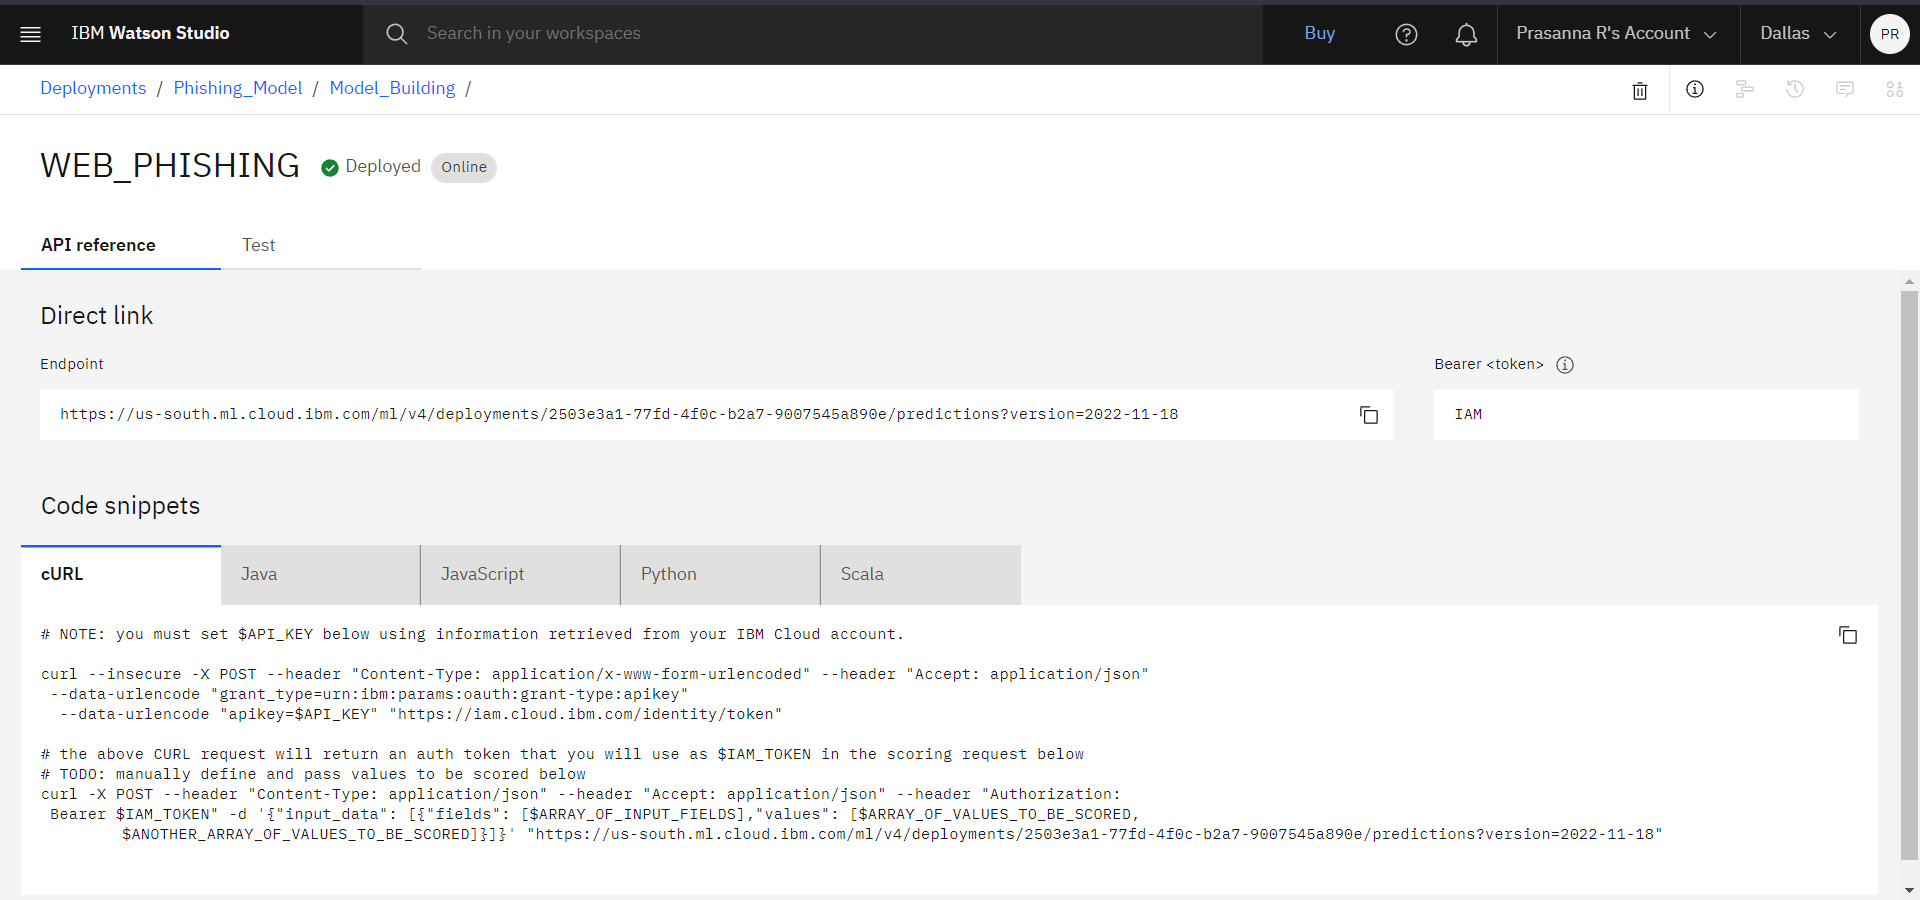 IBM Watson Studio
Search in your workspaces
Buy
Prasanna R's Account
Dallas
PR
Deployments / Phishing_Model / Model_Building /
WEB_PHISHING
Deployed
Online
API reference
Test
Direct link
Endpoint
Bearer <token>
https://us-south.ml.cloud.ibm.com/ml/v4/deployments/2503e3a1-77fd-4f0c-b2a7-9007545a890e/predictions?version=2022-11-18
IAM
Code snippets
cURL
Java
JavaScript
Python
Scala
# NOTE: you must set $API_KEY below using information retrieved from your IBM Cloud account.
curl --insecure -X POST --header "Content-Type: application/x-www-form-urlencoded" --header "Accept: application/json"
--data-urlencode "grant_type=urn:ibm:params:oauth:grant-type:apikey"
--data-urlencode "apikey=$API_KEY" "https://iam.cloud.ibm.com/identity/token"
# the above CURL request will return an auth token that you will use as $IAM_TOKEN in the scoring request below
# TODO: manually define and pass values to be scored below
curl -X POST --header "Content-Type: application/json" --header "Accept: application/json" --header "Authorization:
Bearer $IAM_TOKEN" -d '{"input_data": [{"fields": [$ARRAY_OF_INPUT_FIELDS],"values": [$ARRAY_OF_VALUES_TO_BE_SCORED,
$ANOTHER_ARRAY_OF_VALUES_TO_BE_SCORED]}]}' "https://us-south.ml.cloud.ibm.com/ml/v4/deployments/2503e3a1-77fd-4f0c-b2a7-9007545a890e/predictions?version=2022-11-18"